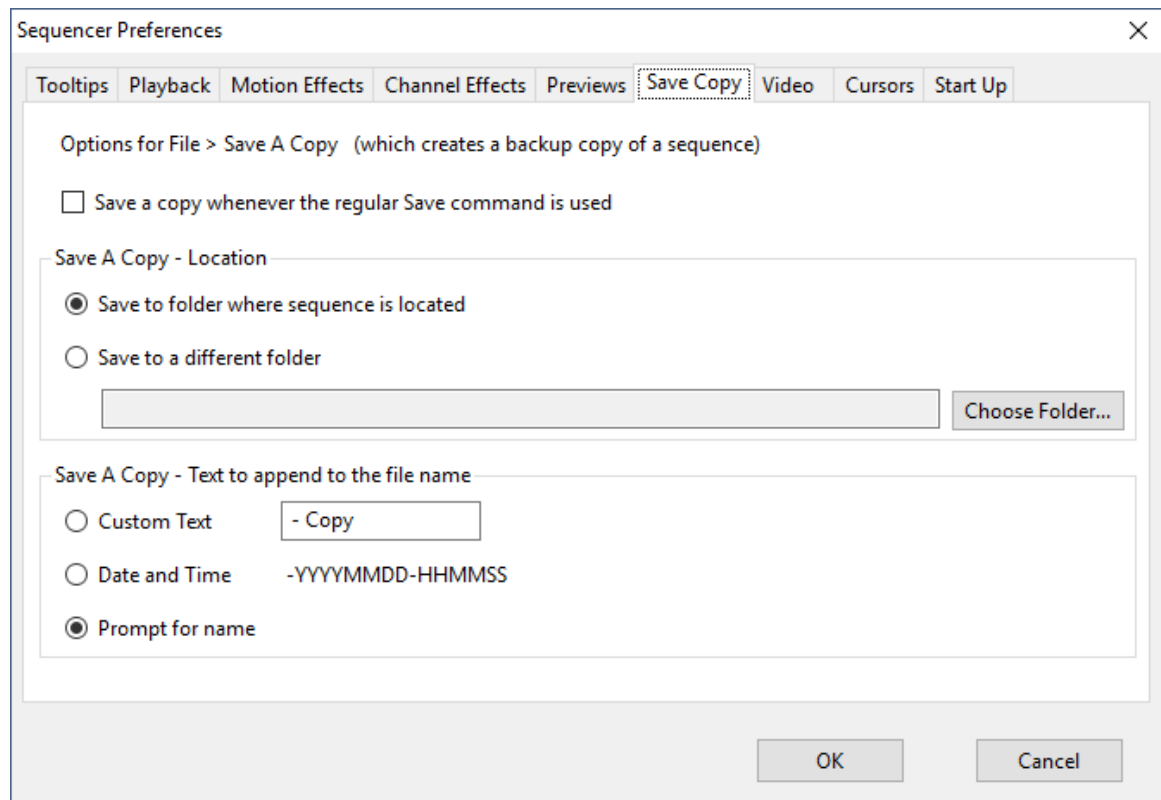 Sequencer Preferences
Tooltips Playback Motion Effects Channel Effects Previews Save Copy Video Cursors Start Up
Options for File > Save A Copy (which creates a backup copy of a sequence)
Save a copy whenever the regular Save command is used
Save A Copy - Location
Save to folder where sequence is located
Save to a different folder
Choose Folder...
Save A Copy - Text to append to the file name
Custom Text - Copy
Date and Time -YYYYMMDD-HHMMSS
Prompt for name
OK Cancel